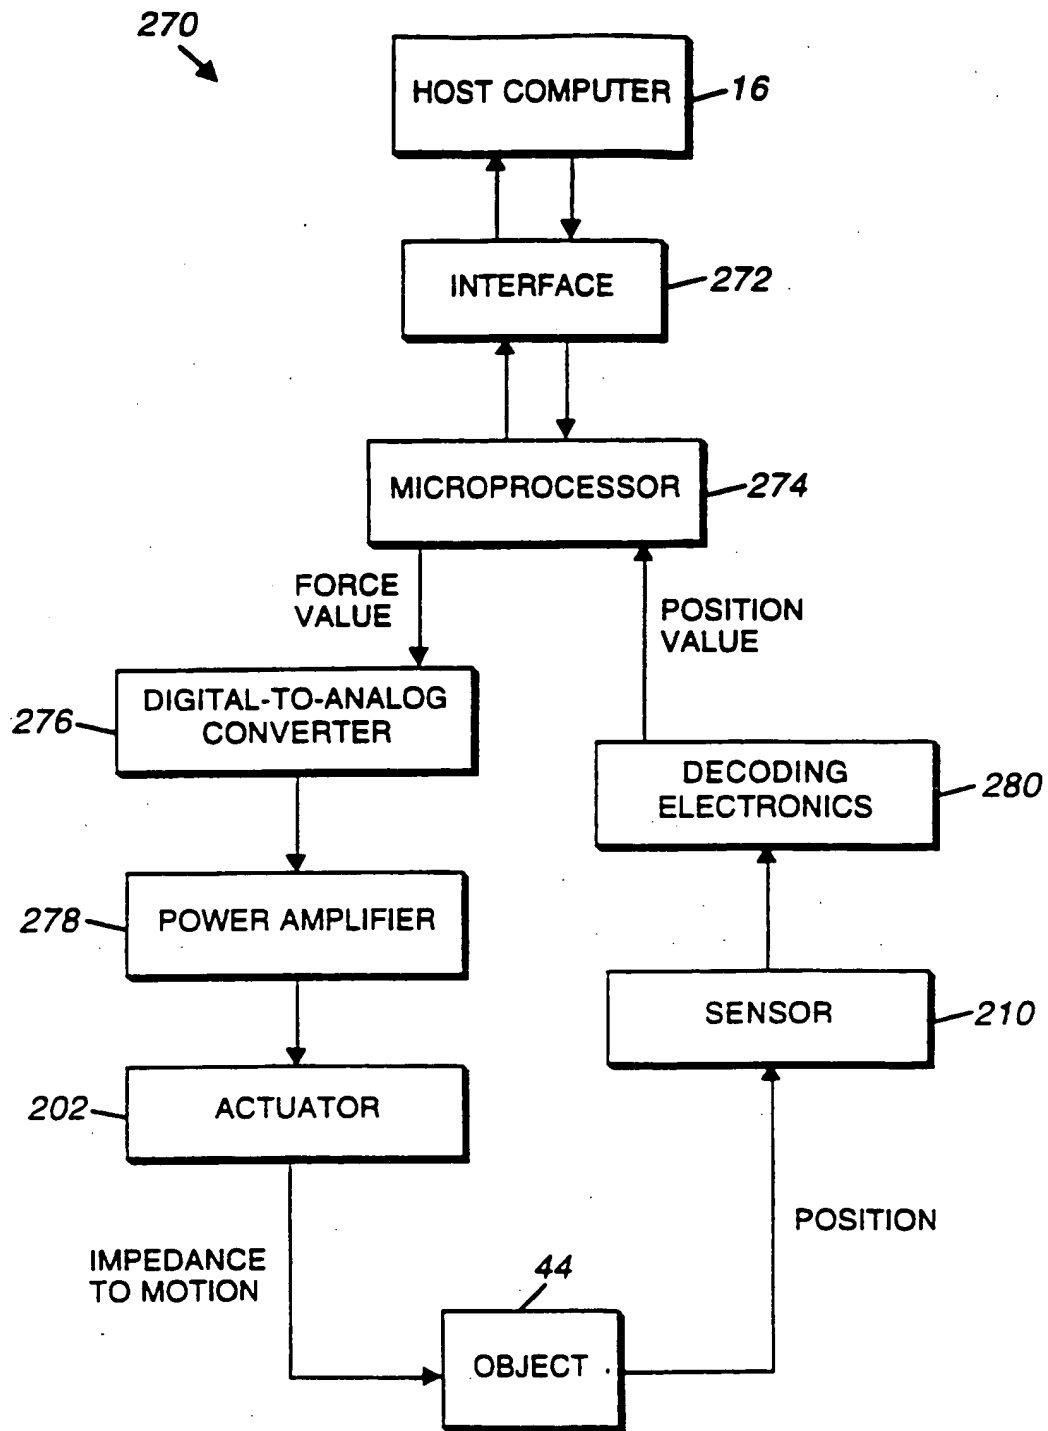 270
HOST COMPUTER
16
INTERFACE
272
MICROPROCESSOR
274
FORCE
VALUE
POSITION
VALUE
DIGITAL-TO-ANALOG
CONVERTER
276
DECODING
ELECTRONICS
280
POWER AMPLIFIER
278
SENSOR
210
ACTUATOR
202
IMPEDANCE
TO MOTION
POSITION
44
OBJECT